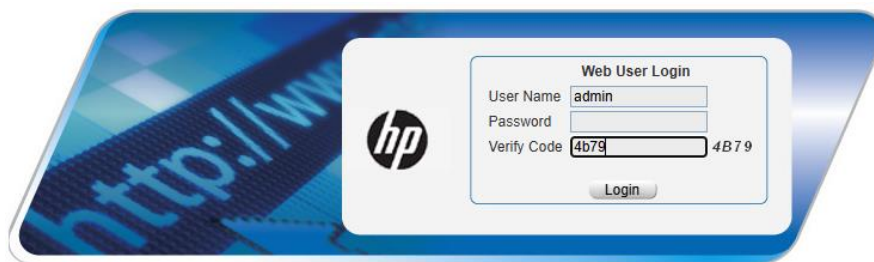 http://ww
hp
Web User Login
User Name admin
Password
Verify Code 4b79 4B79
Login